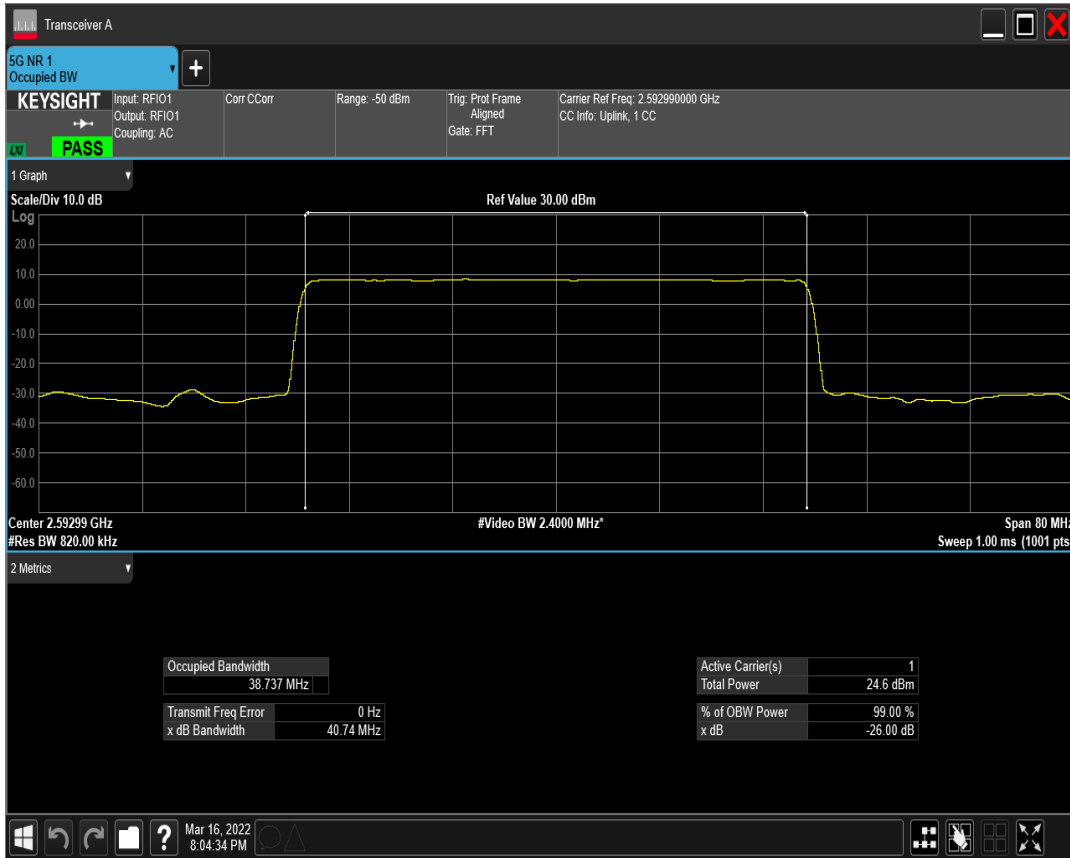 Transceiver A
5G NR 1
Occupied BW
KEYSIGHT
LXI
PASS
Input: RFIO1
Output: RFIO1
Coupling: AC
Corr CCorr
Range: -50 dBm
Trig: Prot Frame
Aligned
Gate: FFT
Carrier Ref Freq: 2.592990000 GHz
CC Info: Uplink, 1 CC
1 Graph
Scale/Div 10.0 dB
Ref Value 30.00 dBm
Log
20.0
10.0
0.00
-10.0
-20.0
-30.0
-40.0
-50.0
-60.0
Center 2.59299 GHz
#Video BW 2.4000 MHz*
Span 80 MHz
#Res BW 820.00 kHz
Sweep 1.00 ms (1001 pts
2 Metrics
Occupied Bandwidth
38.737 MHz
Transmit Freq Error 0 Hz
x dB Bandwidth 40.74 MHz
Active Carrier(s) 1
Total Power 24.6 dBm
% of OBW Power 99.00 %
x dB -26.00 dB
?
Mar 16, 2022
8:04:34 PM